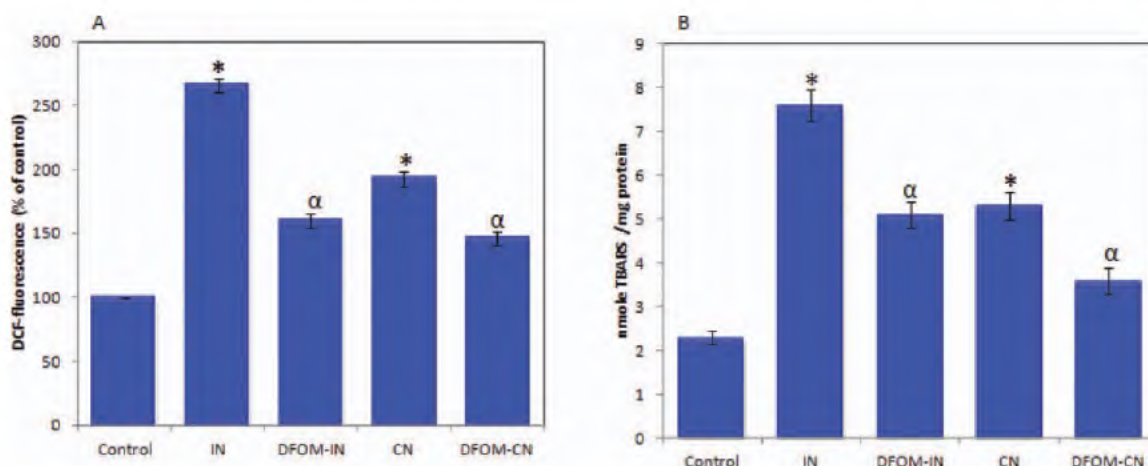 A
DCF-fluorescence (% of control)
300
250
200
150
100
50
0
*
α
*
α
Control IN DFOM-IN CN DFOM-CN
B
nmole TBARS /mg protein
9
8
7
6
5
4
3
2
1
0
*
α
*
α
Control IN DFOM-IN CN DFOM-CN